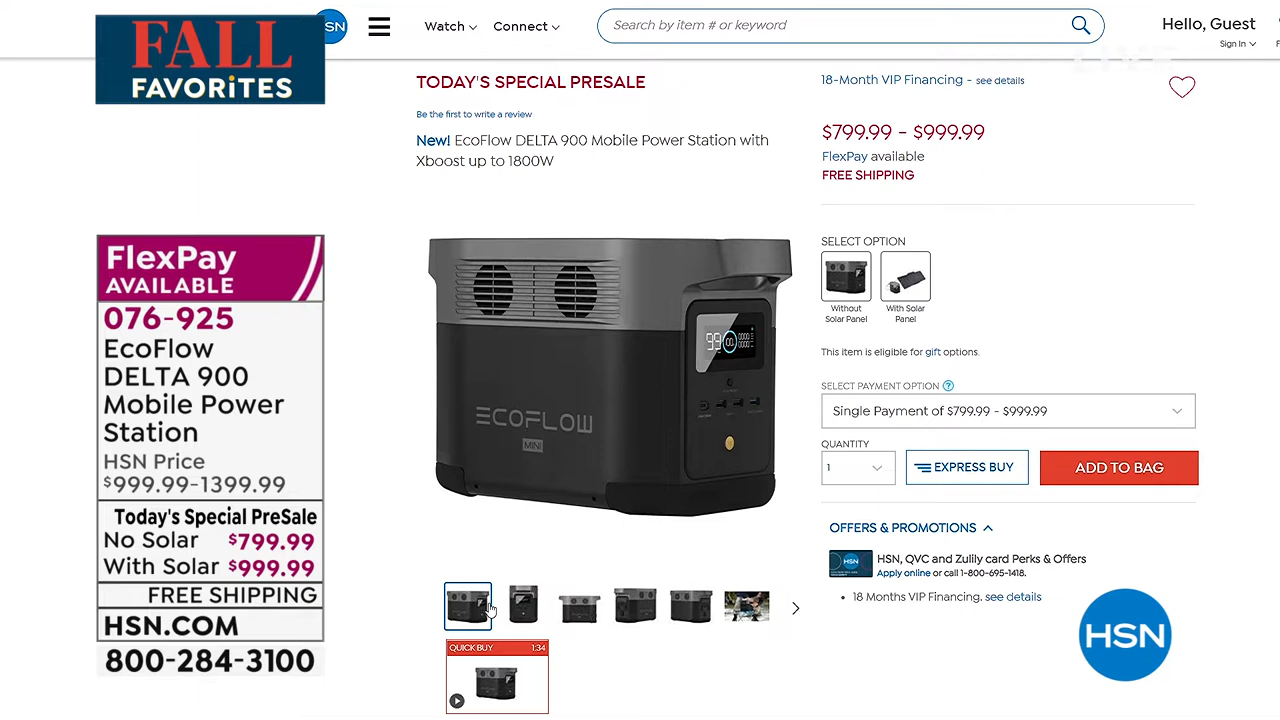 FALL
FAVORITES
SN
Watch
Connect
Search by item # or keyword
Hello, Guest
Sign In
TODAY'S SPECIAL PRESALE
Be the first to write a review
New! EcoFlow DELTA 900 Mobile Power Station with
Xboost up to 1800W
18-Month VIP Financing - see details
$799.99 - $999.99
FlexPay available
FREE SHIPPING
SELECT OPTION
Without
Solar Panel
With Solar
Panel
This item is eligible for gift options.
SELECT PAYMENT OPTION ?
Single Payment of $799.99 - $999.99
QUANTITY
1
EXPRESS BUY
ADD TO BAG
OFFERS & PROMOTIONS
HSN
HSN, QVC and Zulily card Perks & Offers
Apply online or call 1-800-695-1418.
• 18 Months VIP Financing, see details
HSN
ECOFLOW
MINI
99
QUICK BUY 1:34
FlexPay
AVAILABLE
076-925
EcoFlow
DELTA 900
Mobile Power
Station
HSN Price
$999.99-1399.99
Today's Special PreSale
No Solar $799.99
With Solar $999.99
FREE SHIPPING
HSN.COM
800-284-3100